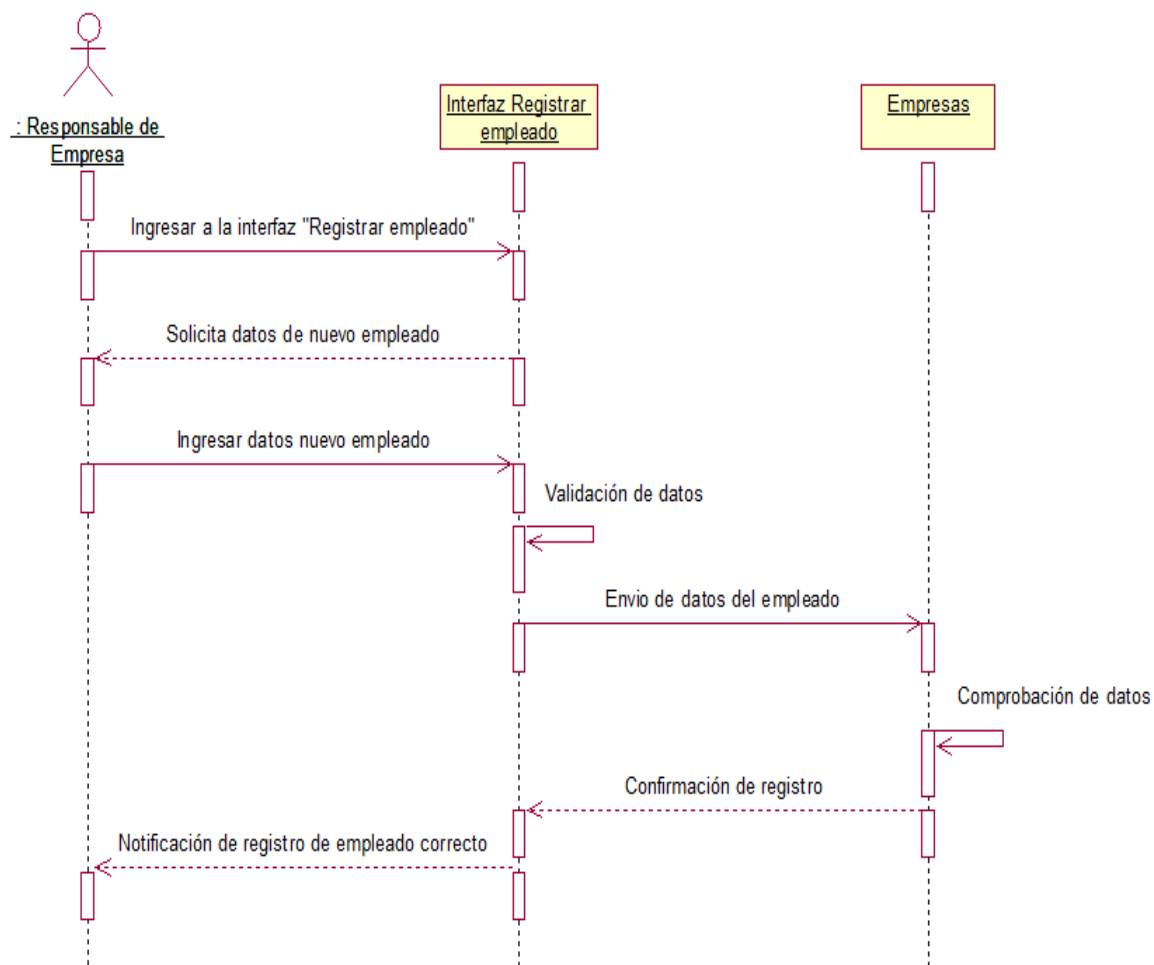 : Responsable de
Empresa
Interfaz Registrar
empleado
Empresas
Ingresar a la interfaz "Registrar empleado"
Solicita datos de nuevo empleado
Ingresar datos nuevo empleado
Validación de datos
Envio de datos del empleado
Comprobación de datos
Confirmación de registro
Notificación de registro de empleado correcto